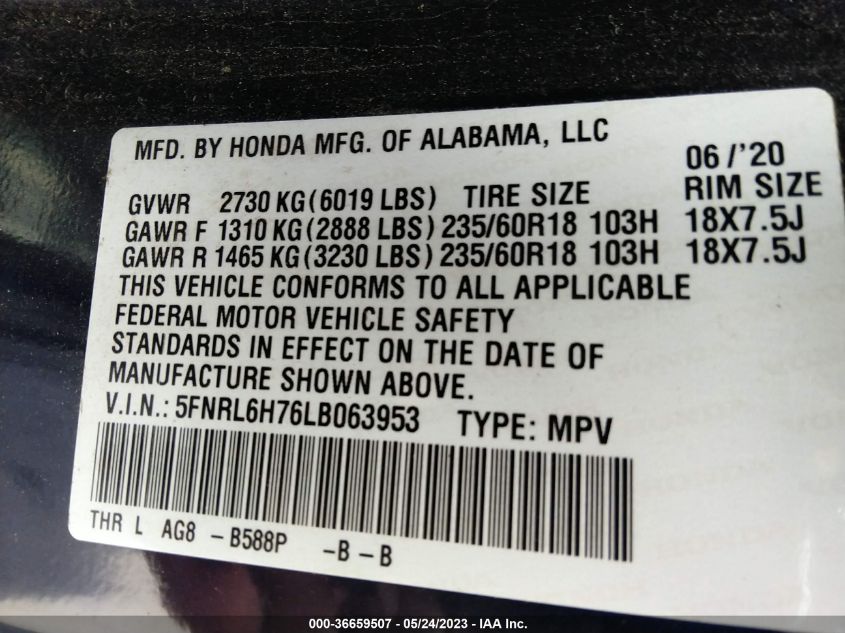 MFD. BY HONDA MFG. OF ALABAMA, LLC 06/'20
GVWR 2730 KG (6019 LBS) TIRE SIZE RIM SIZE
GAWR F 1310 KG (2888 LBS) 235/60R18 103H 18X7.5J
GAWR R 1465 KG (3230 LBS) 235/60R18 103H 18X7.5J
THIS VEHICLE CONFORMS TO ALL APPLICABLE
FEDERAL MOTOR VEHICLE SAFETY
STANDARDS IN EFFECT ON THE DATE OF
MANUFACTURE SHOWN ABOVE.
V.I.N.: 5FNRL6H76LB063953 TYPE: MPV
THR L AG8 - B588P - B - B
000-36659507 - 05/24/2023 - IAA Inc.